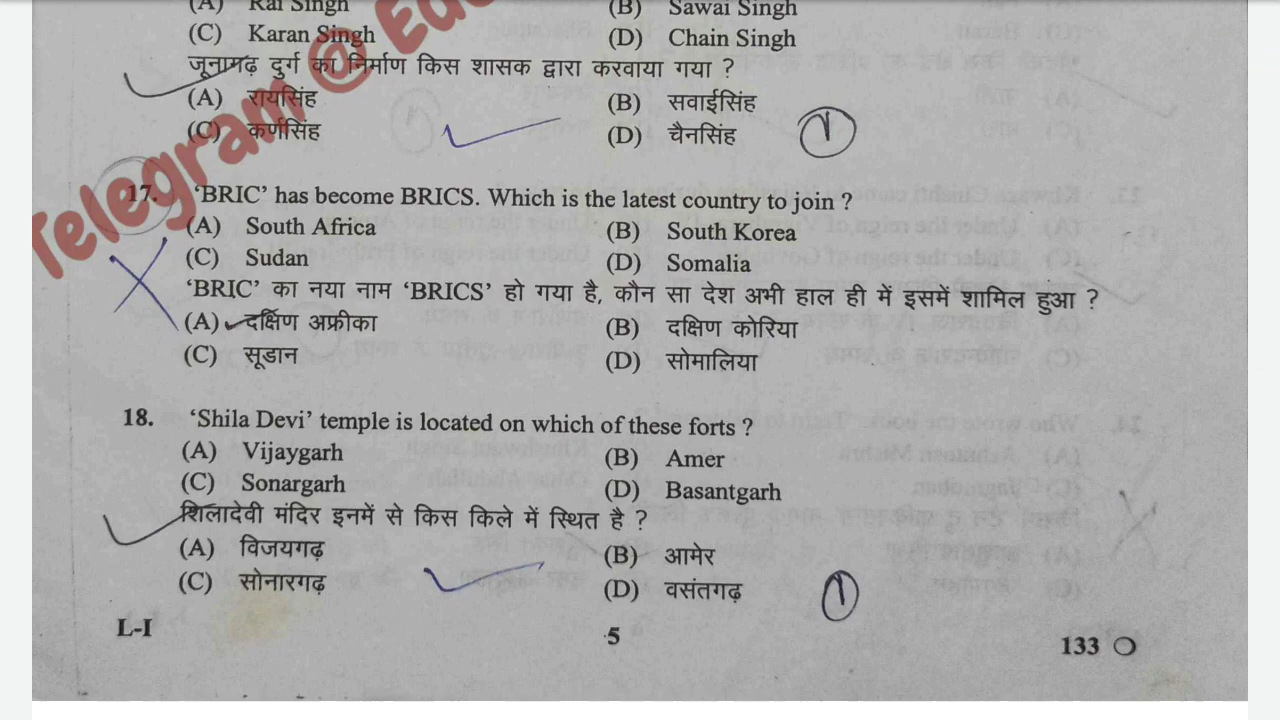 (A) Rai Singh (B) Sawai Singh
(C) Karan Singh (D) Chain Singh
जूनागढ़ दुर्ग का निर्माण किस शासक द्वारा करवाया गया ?
(A) रायसिंह (B) सवाईसिंह
(C) कर्णसिंह (D) चैनसिंह
Telegram @
17. ‘BRIC’ has become BRICS. Which is the latest country to join ?
(A) South Africa (B) South Korea
(C) Sudan (D) Somalia
‘BRIC’ का नया नाम ‘BRICS’ हो गया है, कौन सा देश अभी हाल ही में इसमें शामिल हुआ ?
(A) दक्षिण अफ्रीका (B) दक्षिण कोरिया
(C) सूडान (D) सोमालिया
18. ‘Shila Devi’ temple is located on which of these forts ?
(A) Vijaygarh (B) Amer
(C) Sonargarh (D) Basantgarh
शिलादेवी मंदिर इनमें से किस किले में स्थित है ?
(A) विजयगढ़ (B) आमेर
(C) सोनारगढ़ (D) वसंतगढ़
L-I 5 133